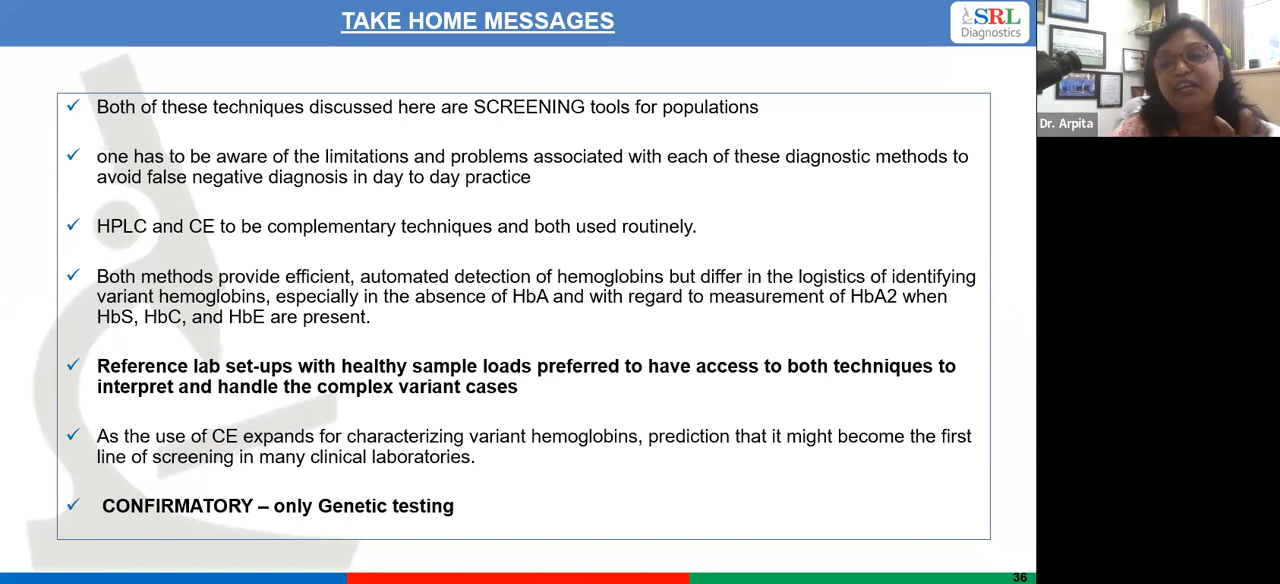 TAKE HOME MESSAGES
SRL
Diagnostics
Dr. Arpita
✓ Both of these techniques discussed here are SCREENING tools for populations
✓ one has to be aware of the limitations and problems associated with each of these diagnostic methods to
avoid false negative diagnosis in day to day practice
✓ HPLC and CE to be complementary techniques and both used routinely.
✓ Both methods provide efficient, automated detection of hemoglobins but differ in the logistics of identifying
variant hemoglobins, especially in the absence of HbA and with regard to measurement of HbA2 when
HbS, HbC, and HbE are present.
✓ Reference lab set-ups with healthy sample loads preferred to have access to both techniques to
interpret and handle the complex variant cases
✓ As the use of CE expands for characterizing variant hemoglobins, prediction that it might become the first
line of screening in many clinical laboratories.
✓ CONFIRMATORY – only Genetic testing
36